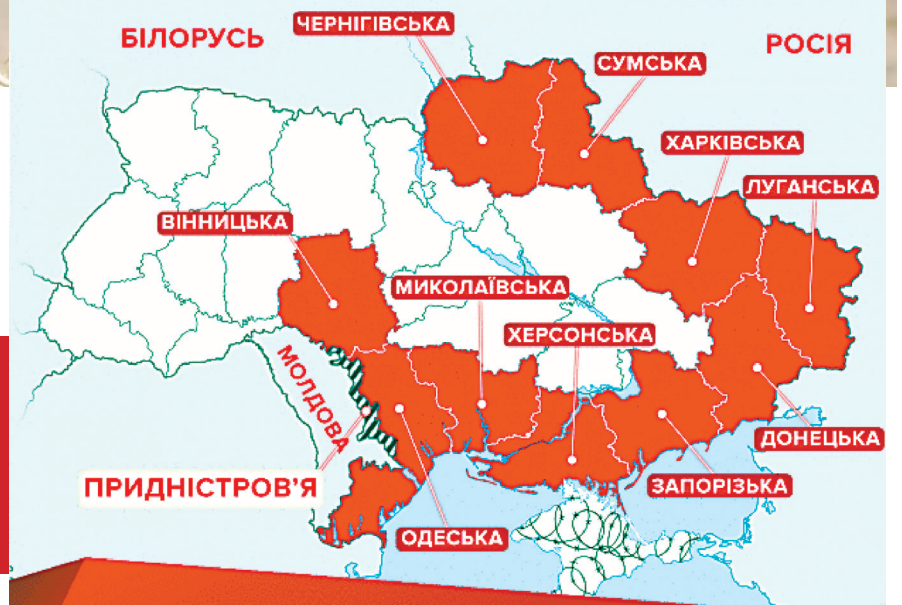 ЧЕРНІГІВСЬКА
БІЛОРУСЬ
РОСІЯ
СУМСЬКА
ХАРКІВСЬКА
ЛУГАНСЬКА
ВІННИЦЬКА
МИКОЛАЇВСЬКА
ХЕРСОНСЬКА
МОЛДОВА
ДОНЕЦЬКА
ПРИДНІСТРОВ’Я
ЗАПОРІЗЬКА
ОДЕСЬКА